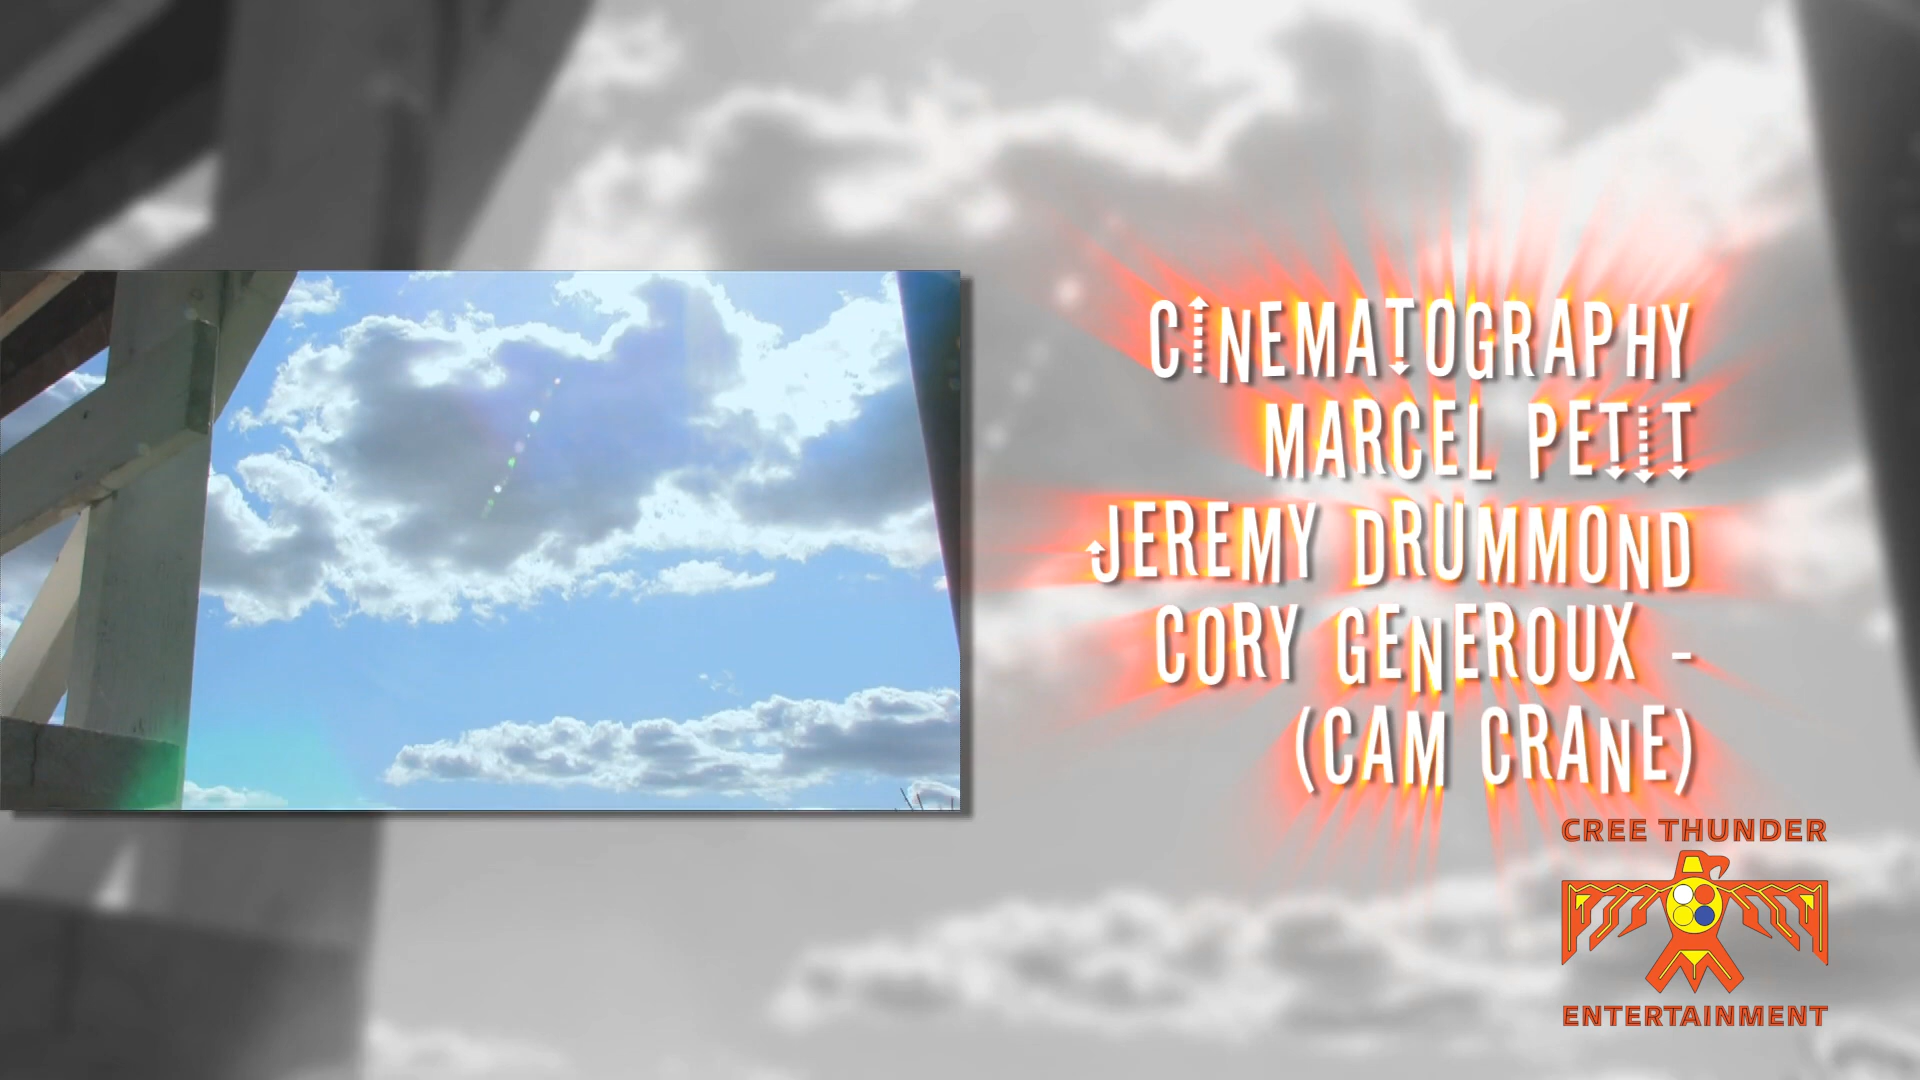 CINEMATOGRAPHY
MARCEL PETIT
JEREMY DRUMMOND
CORY GENEROUX -
(CAM CRANE)
CREE THUNDER
ENTERTAINMENT